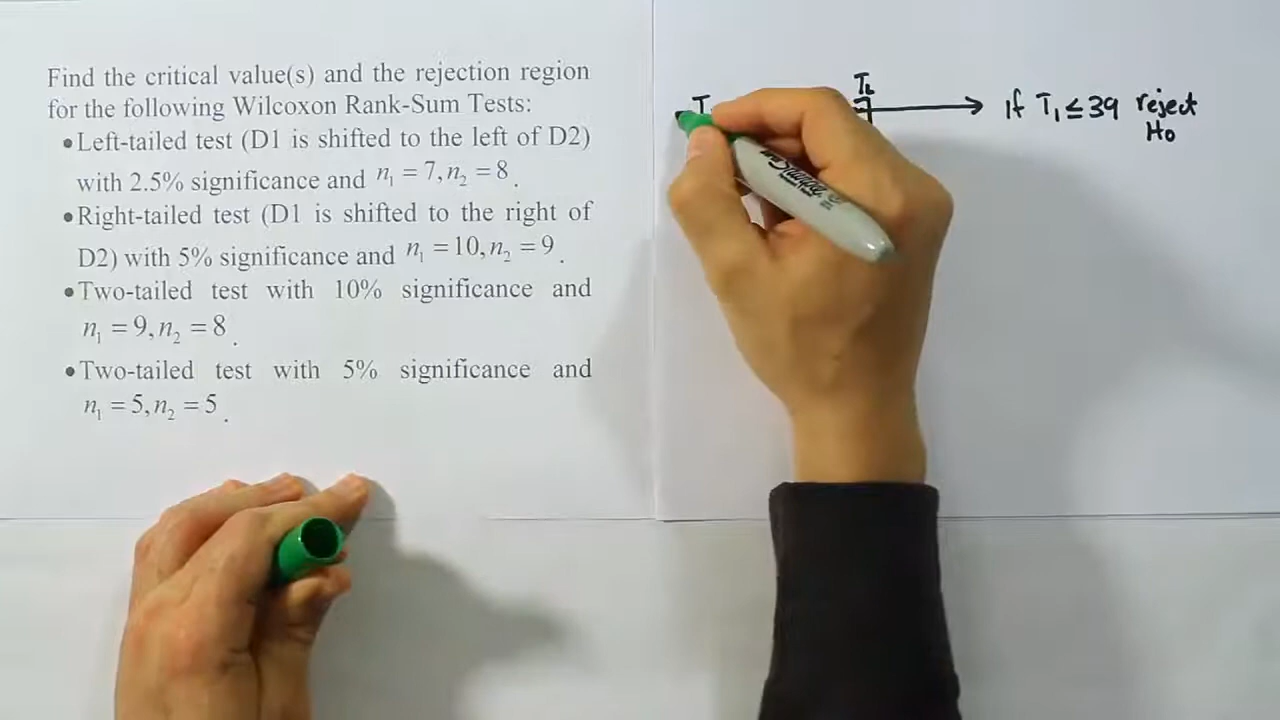 Find the critical value(s) and the rejection region
for the following Wilcoxon Rank-Sum Tests:
•Left-tailed test (D1 is shifted to the left of D2)
with 2.5% significance and n₁ = 7, n₂ = 8.
•Right-tailed test (D1 is shifted to the right of
D2) with 5% significance and n₁ = 10, n₂ = 9.
•Two-tailed test with 10% significance and
n₁ = 9, n₂ = 8.
•Two-tailed test with 5% significance and
n₁ = 5, n₂ = 5.
T
T_L
If T₁ ≤ 39 reject
H₀
Sharpie